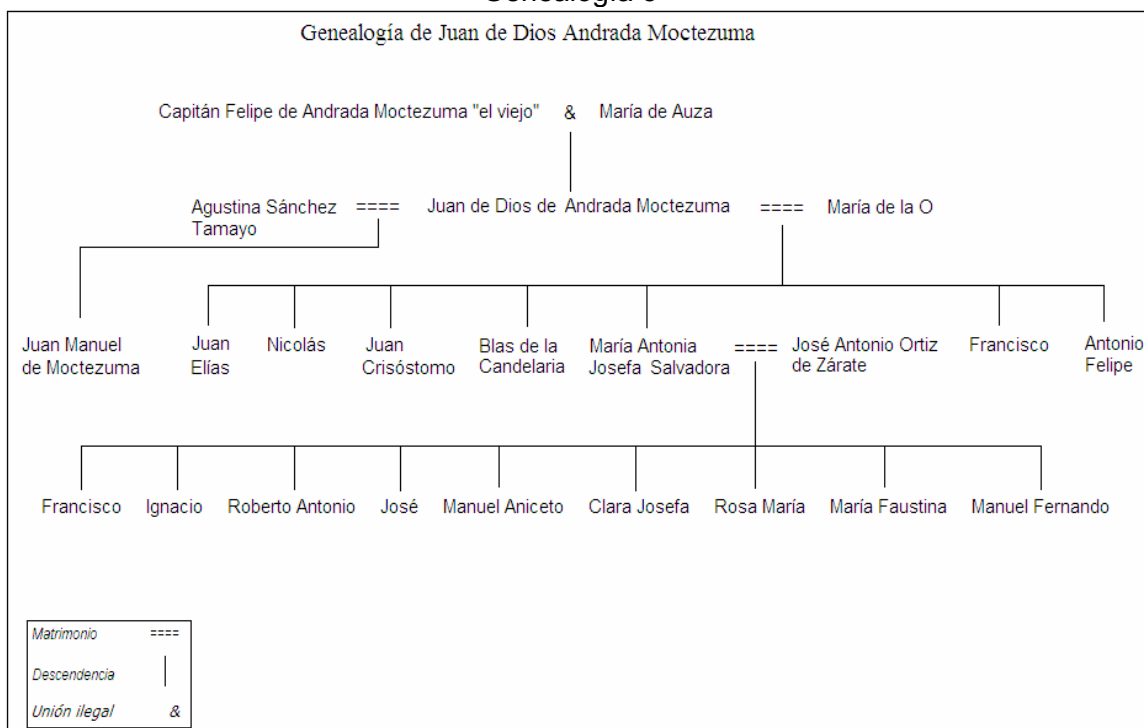 Genealogía de Juan de Dios Andrada Moctezuma
Capitán Felipe de Andrada Moctezuma "el viejo" & María de Auza
Agustina Sánchez Tamayo ==== Juan de Dios de Andrada Moctezuma ==== María de la O
Juan Manuel de Moctezuma
Juan Elías
Nicolás
Juan Crisóstomo
Blas de la Candelaria
María Antonia Josefa Salvadora ==== José Antonio Ortiz de Zárate
Francisco
Antonio Felipe
Francisco Ignacio Roberto Antonio José Manuel Aniceto Clara Josefa Rosa María María Faustina Manuel Fernando
Matrimonio ====
Descendencia |
Unión ilegal &